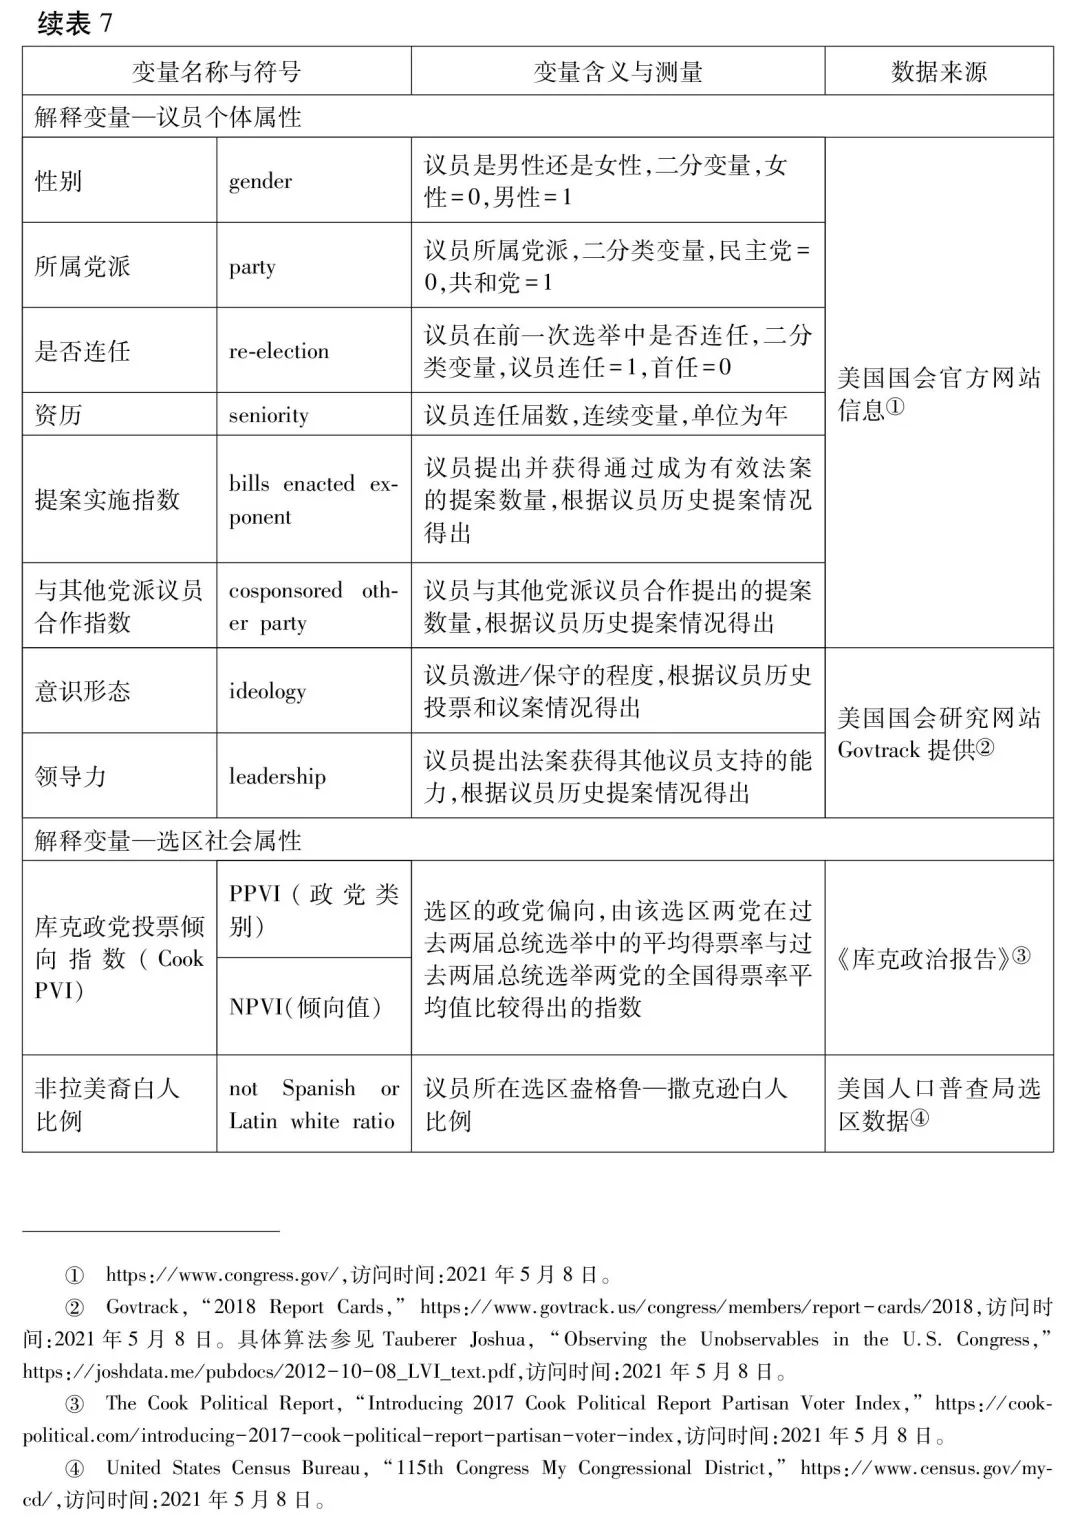 续表 7
变量名称与符号 变量含义与测量 数据来源
解释变量—议员个体属性
性别
gender
议员是男性还是女性,二分变量,女
性=0,男性=1
所属党派
party
议员所属党派,二分类变量,民主党=
0,共和党=1
是否连任
re-election
议员在前一次选举中是否连任,二分
类变量,议员连任=1,首任=0
资历
seniority
议员连任届数,连续变量,单位为年
提案实施指数
bills enacted ex-
ponent
议员提出并获得通过成为有效法案
的提案数量,根据议员历史提案情况
得出
与其他党派议员
合作指数
cosponsored oth-
er party
议员与其他党派议员合作提出的提案
数量,根据议员历史提案情况得出
美国国会官方网站
信息①
意识形态
ideology
议员激进/保守的程度,根据议员历史
投票和议案情况得出
领导力
leadership
议员提出法案获得其他议员支持的能
力,根据议员历史提案情况得出
美国国会研究网站
Govtrack 提供②
解释变量—选区社会属性
库克政党投票倾
向指数(Cook
PVI)
PPVI(政党类
别)
NPVI(倾向值)
选区的政党偏向,由该选区两党在过
去两届总统选举中的平均得票率与过
去两届总统选举两党的全国得票率平
均值比较得出的指数
《库克政治报告》③
非拉美裔白人
比例
not Spanish or
Latin white ratio
议员所在选区盎格鲁—撒克逊白人
比例
美国人口普查局选
区数据④
① https://www.congress.gov/,访问时间:2021 年 5 月 8 日。
② Govtrack, “2018 Report Cards,” https://www.govtrack.us/congress/members/report-cards/2018,访问时
间:2021 年 5 月 8 日。具体算法参见 Tauberer Joshua, “Observing the Unobservables in the U.S. Congress,”
https://joshdata.me/pubdocs/2012-10-08_LVI_text.pdf,访问时间:2021 年 5 月 8 日。
③ The Cook Political Report, “Introducing 2017 Cook Political Report Partisan Voter Index,” https://cook-
political.com/introducing-2017-cook-political-report-partisan-voter-index,访问时间:2021 年 5 月 8 日。
④ United States Census Bureau, “115th Congress My Congressional District,” https://www.census.gov/my-
cd/,访问时间:2021 年 5 月 8 日。